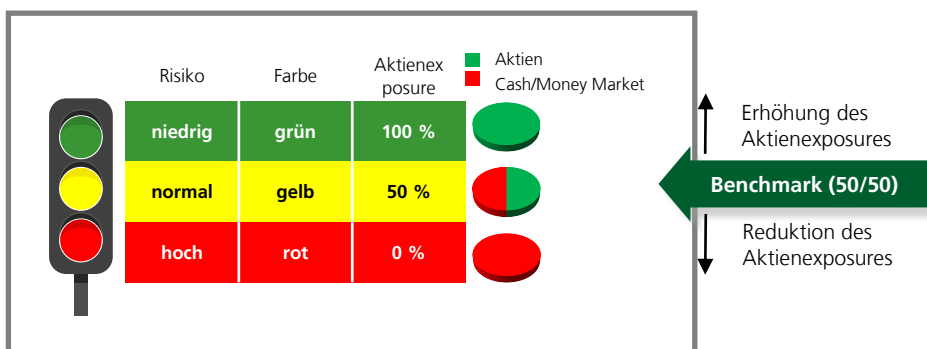 Risiko
Farbe
Aktienex
posure
Aktien
Cash/Money Market
niedrig
grün
100 %
normal
gelb
50 %
hoch
rot
0 %
Erhöhung des
Aktienexposures
Benchmark (50/50)
Reduktion des
Aktienexposures